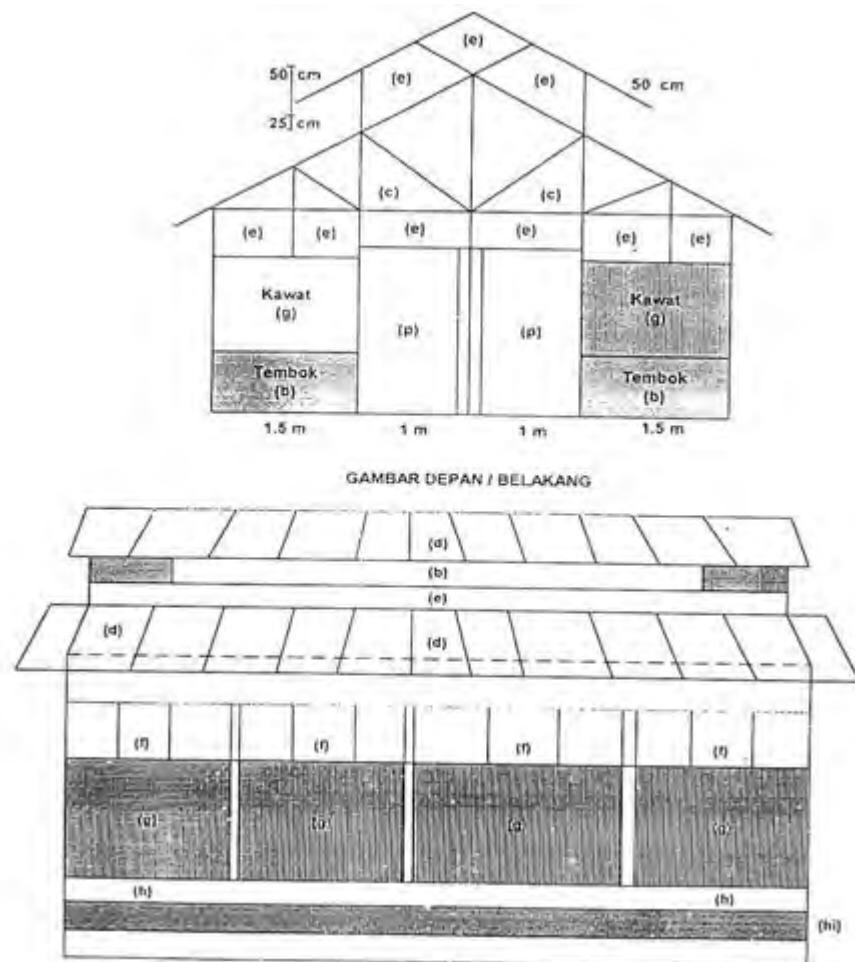 (e)
50 cm (e) (e) 50 cm
25 cm
(c) (c)
(e) (e) (e) (e) (e) (e)
Kawat Kawat
(g) (g)
(p) (p)
Tembok Tembok
(b) (b)
1.5 m 1 m 1 m 1.5 m
GAMBAR DEPAN / BELAKANG
(d)
(b)
(e)
(d) (d)
(f) (f) (f) (f)
(g) (g) (g) (g)
(h) (h)
(hi)